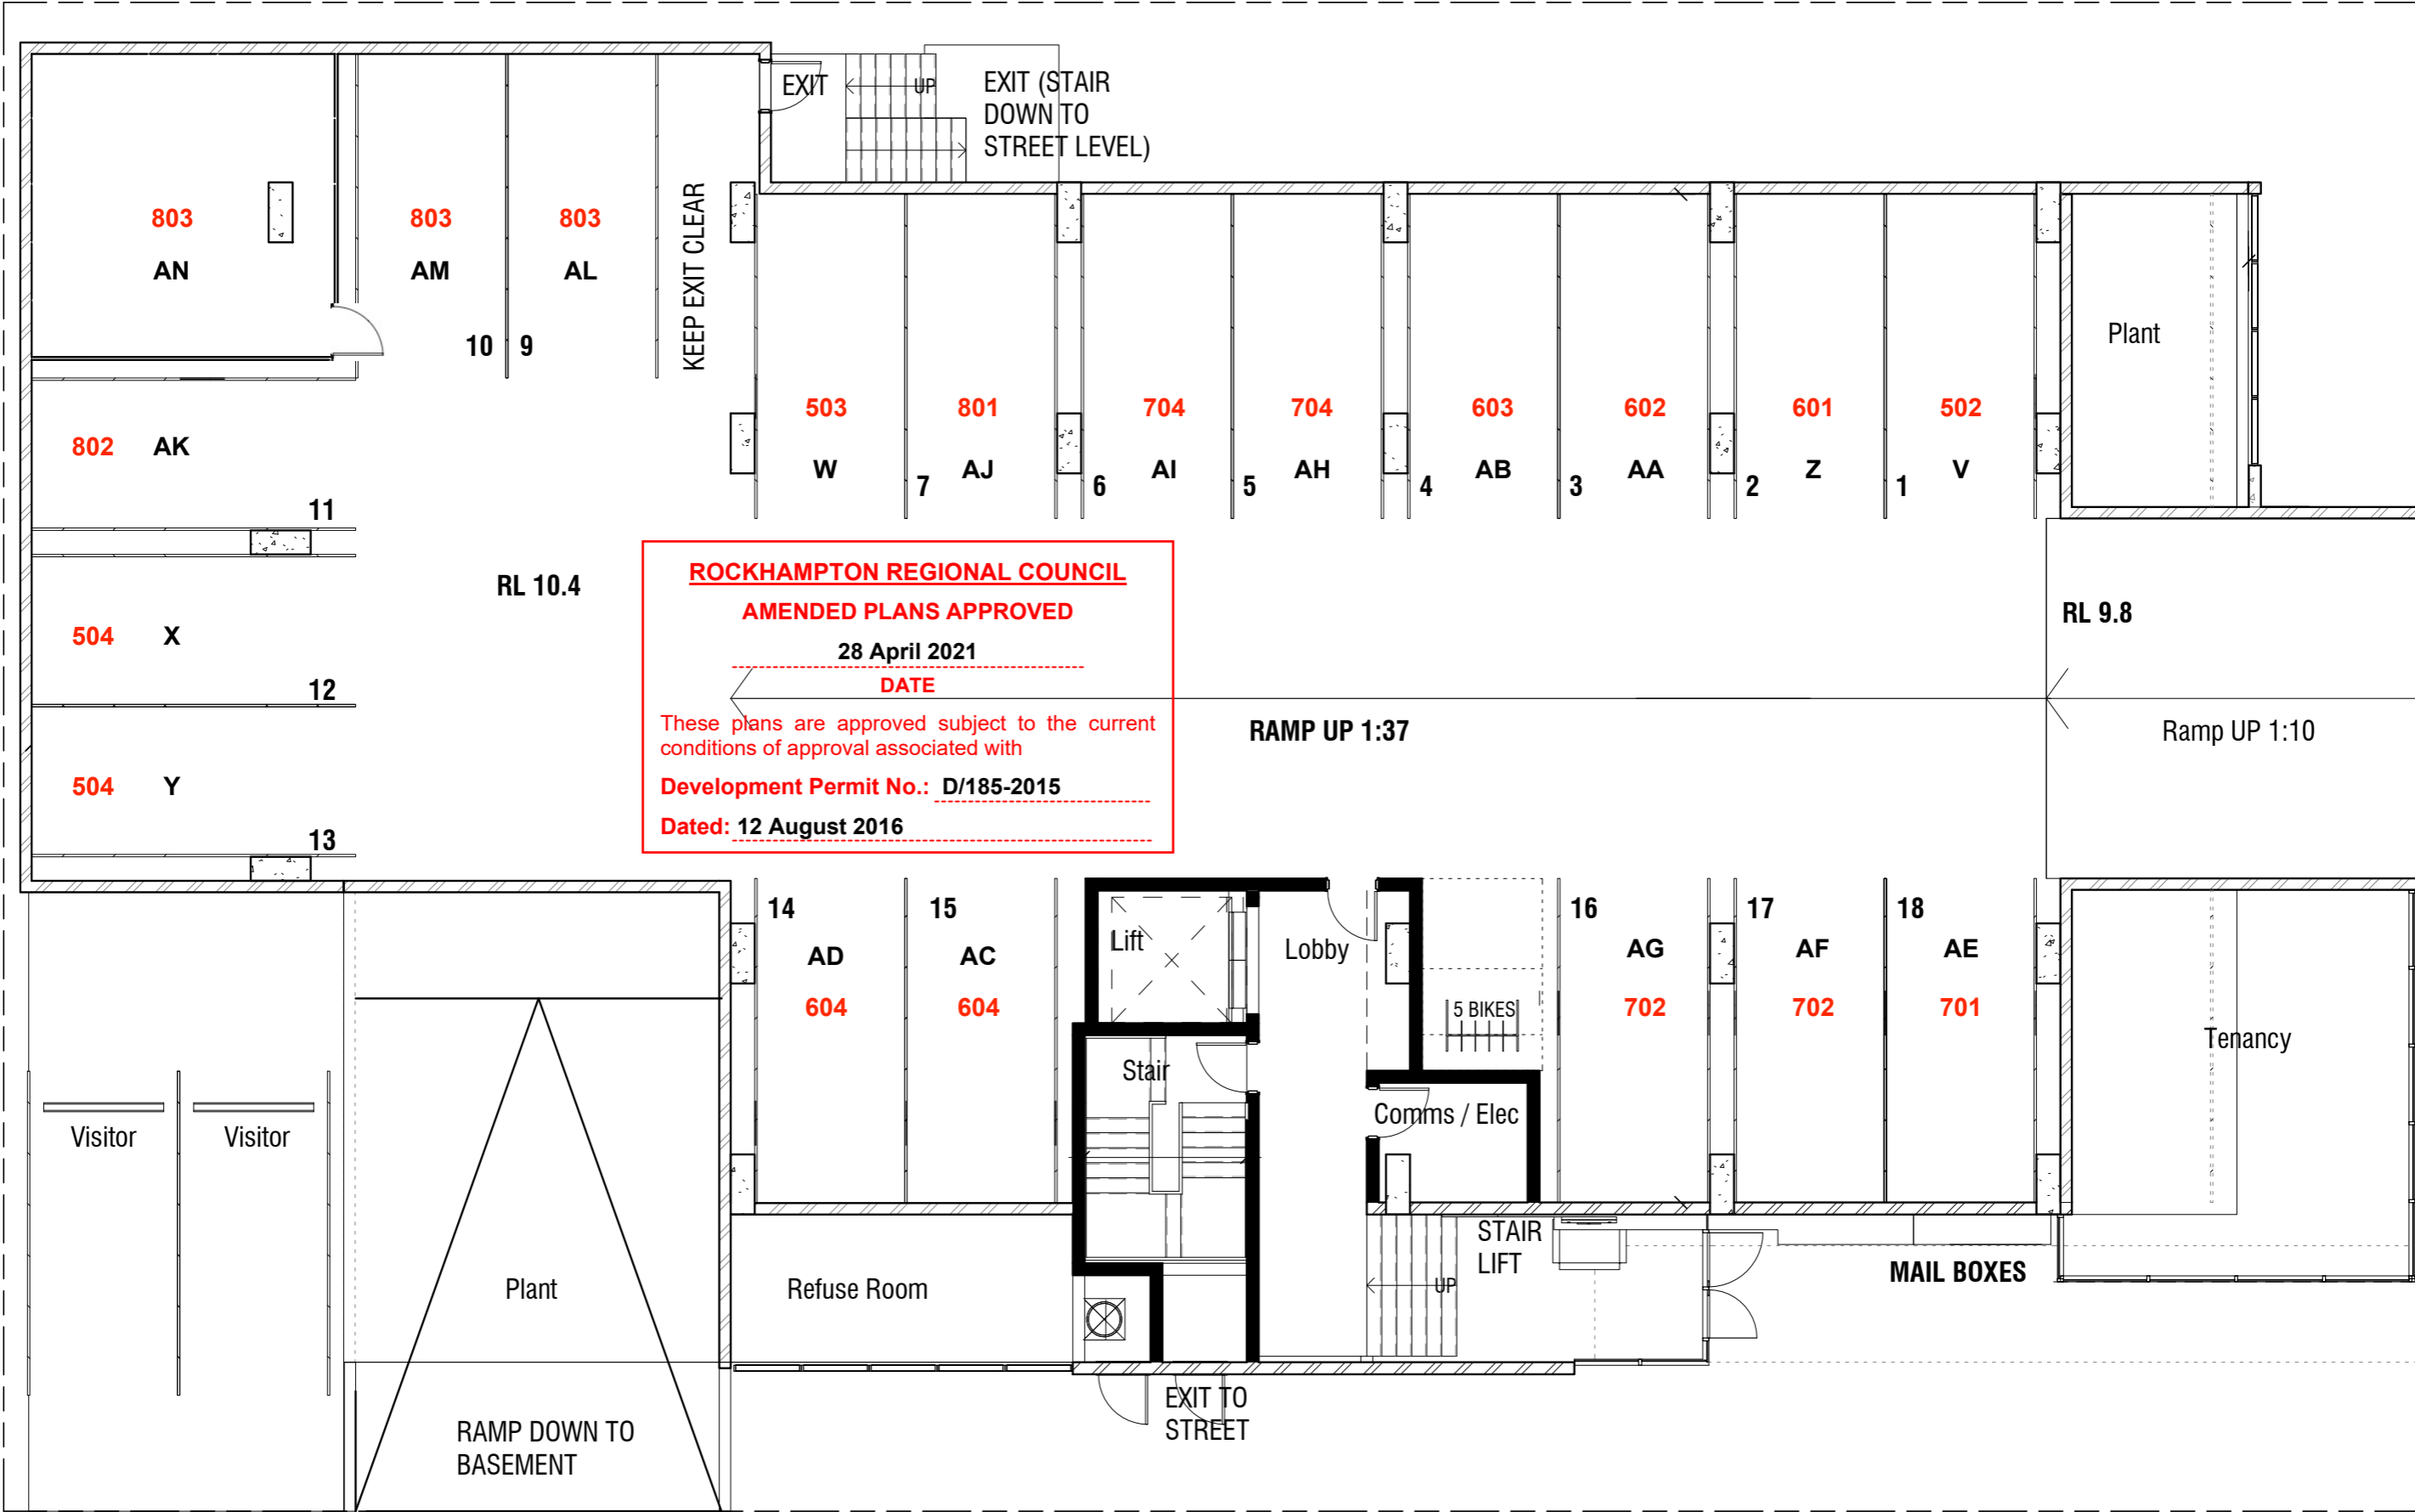 EXIT
UP
EXIT (STAIR
DOWN TO
STREET LEVEL)
803
AN
803
AM
803
AL
10
9
KEEP EXIT CLEAR
503
W
801
AJ
7
704
AI
6
704
AH
5
603
AB
4
602
AA
3
601
Z
2
502
V
1
Plant
802 AK
11
504 X
12
504 Y
13
RL 10.4
ROCKHAMPTON REGIONAL COUNCIL
AMENDED PLANS APPROVED
28 April 2021
DATE
These plans are approved subject to the current
conditions of approval associated with
Development Permit No.: D/185-2015
Dated: 12 August 2016
RAMP UP 1:37
RL 9.8
Ramp UP 1:10
14
AD
604
15
AC
604
Lift
Lobby
Stair
5 BIKES
Comms / Elec
16
AG
702
17
AF
702
18
AE
701
Tenancy
Visitor
Visitor
Plant
Refuse Room
STAIR
LIFT
UP
MAIL BOXES
EXIT TO
STREET
RAMP DOWN TO
BASEMENT